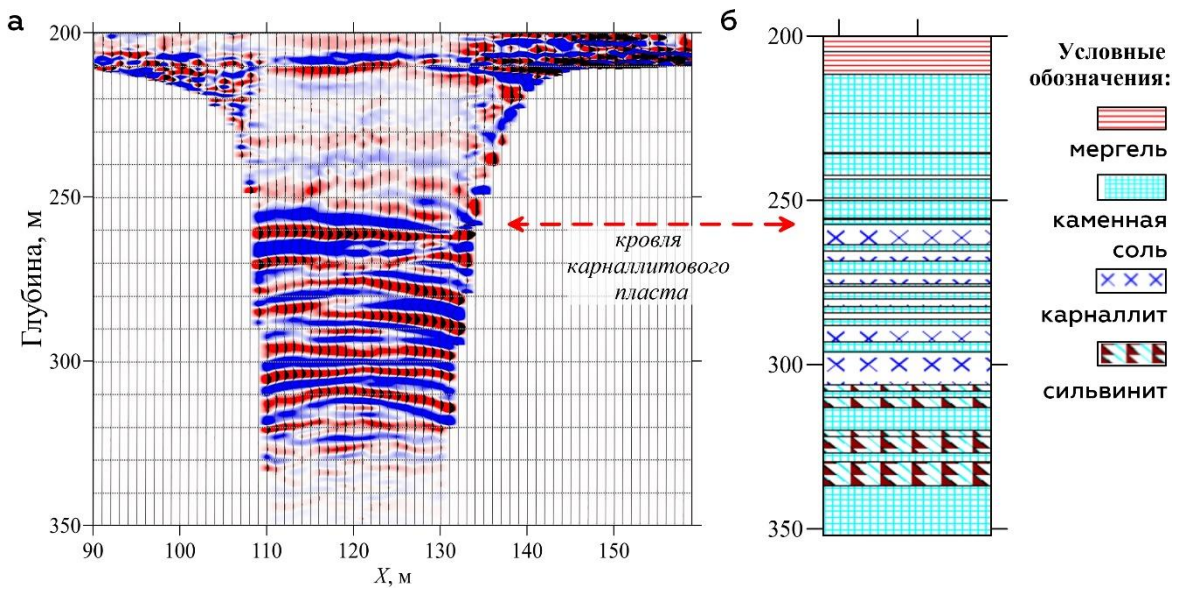 а
200
250
300
350
Глубина, м
90
100
110
120
130
140
150
X, м
кровля
карналлитового
пласта
б
200
250
300
350
Условные
обозначения:
мергель
каменная
соль
карналлит
сильвинит